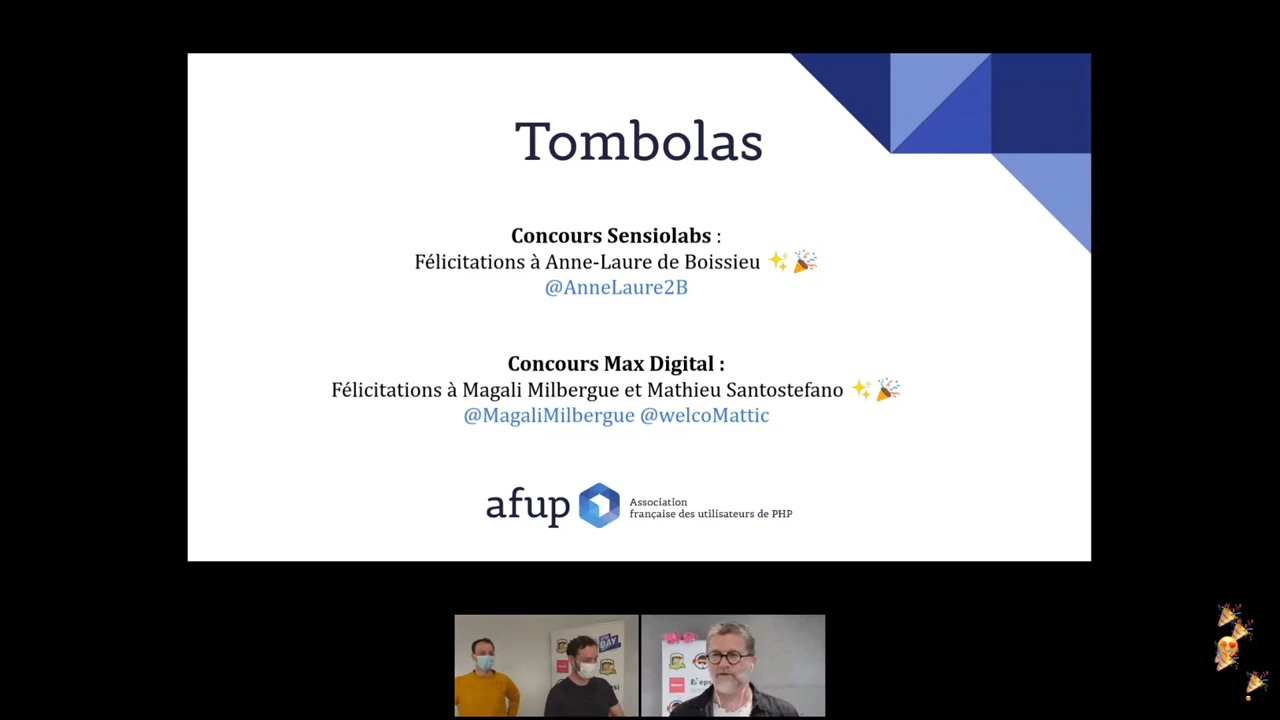 Tombolas
Concours Sensiolabs :
Félicitations à Anne-Laure de Boissieu ✨🎉
@AnneLaure2B
Concours Max Digital :
Félicitations à Magali Milbergue et Mathieu Santostefano ✨🎉
@MagaliMilbergue @welcoMattic
afup
Association
française des utilisateurs de PHP
DAY